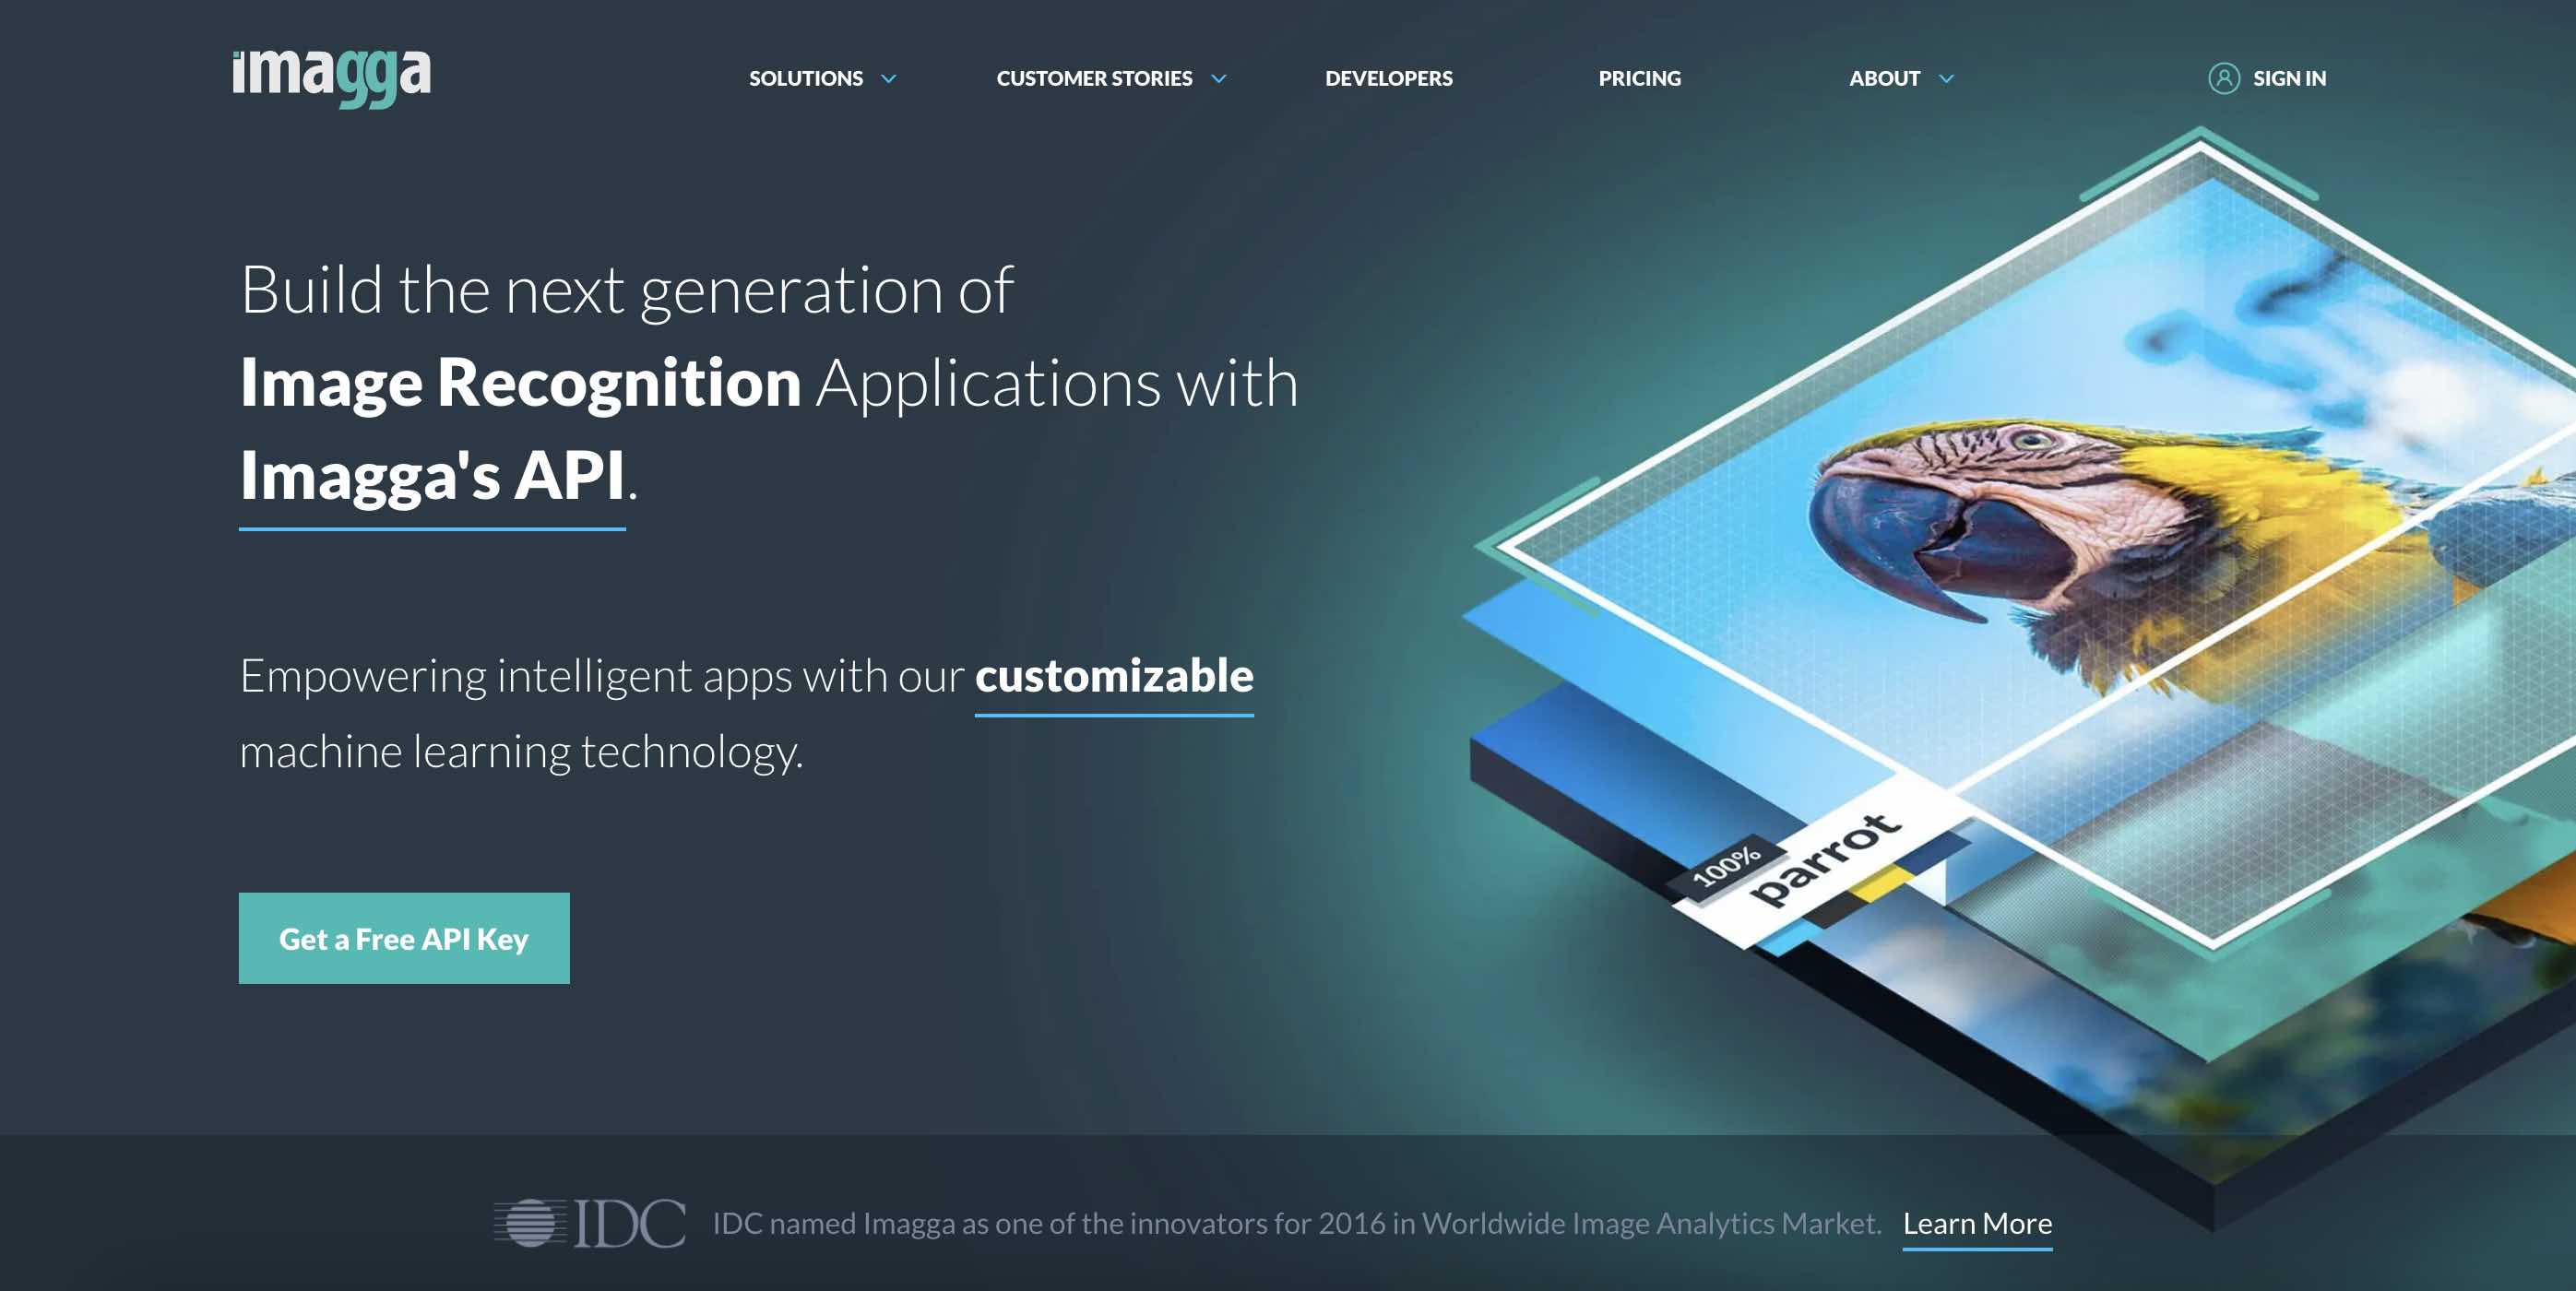 imagga
SOLUTIONS
CUSTOMER STORIES
DEVELOPERS
PRICING
ABOUT
SIGN IN
Build the next generation of
Image Recognition Applications with
Imagga's API.
Empowering intelligent apps with our customizable
machine learning technology.
100%
parrot
Get a Free API Key
IDC IDC named Imagga as one of the innovators for 2016 in Worldwide Image Analytics Market. Learn More